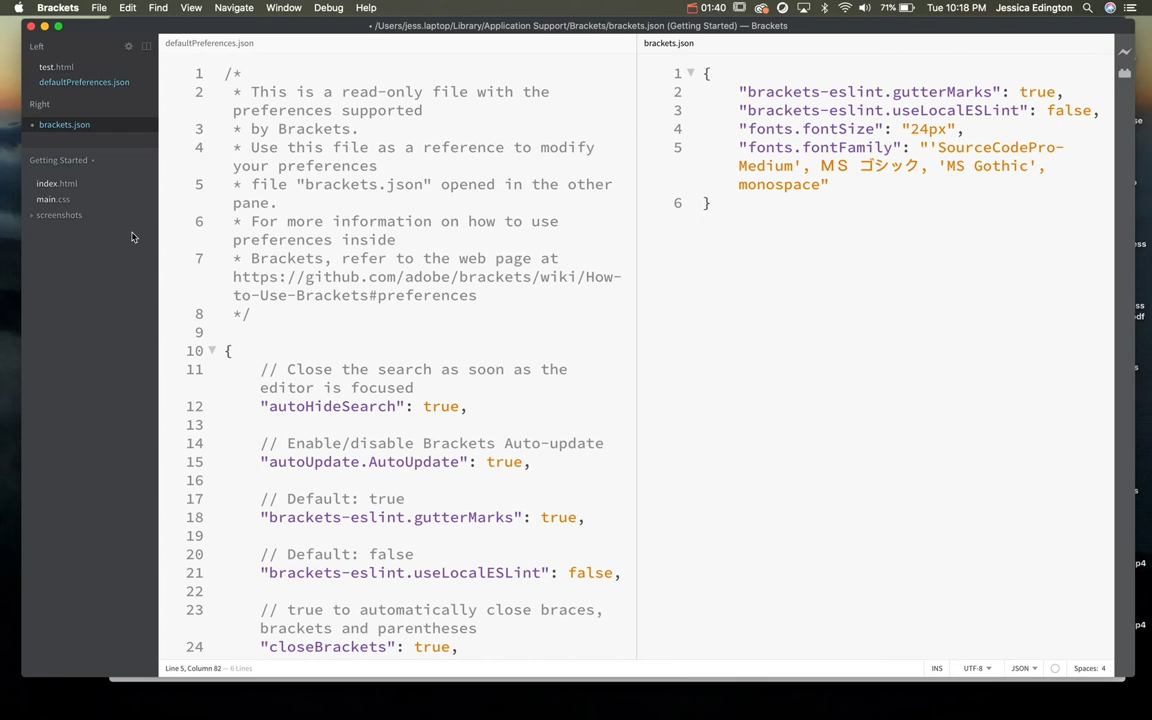 Brackets File Edit View Find View Navigate Window Debug Help
01:40 71% Tue 10:18 PM Jessica Edington
• /Users/jess.laptop/Library/Application Support/Brackets/brackets.json (Getting Started) — Brackets
Left
test.html
defaultPreferences.json
Right
brackets.json
Getting Started
index.html
main.css
screenshots
defaultPreferences.json
1 /*
2 * This is a read-only file with the
preferences supported
3 * by Brackets.
4 * Use this file as a reference to modify
your preferences
5 * file "brackets.json" opened in the other
pane.
6 * For more information on how to use
preferences inside
7 * Brackets, refer to the web page at
https://github.com/adobe/brackets/wiki/How-
to-Use-Brackets#preferences
8 */
9
10 {
11 // Close the search as soon as the
editor is focused
12 "autoHideSearch": true,
13
14 // Enable/disable Brackets Auto-update
15 "autoUpdate.AutoUpdate": true,
16
17 // Default: true
18 "brackets-eslint.gutterMarks": true,
19
20 // Default: false
21 "brackets-eslint.useLocalESLint": false,
22
23 // true to automatically close braces,
brackets and parentheses
24 "closeBrackets": true,
brackets.json
1 {
2 "brackets-eslint.gutterMarks": true,
3 "brackets-eslint.useLocalESLint": false,
4 "fonts.fontSize": "24px",
5 "fonts.fontFamily": "'SourceCodePro-
Medium', ＭＳ ゴシック, 'MS Gothic',
monospace"
6 }
Line 5, Column 82 — 6 Lines
INS UTF-8 JSON Spaces: 4
se
ess
ss
df
p4
p4